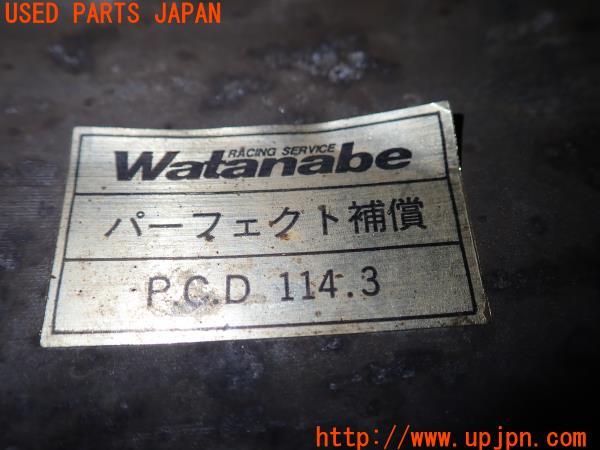 USED PARTS JAPAN
RACING SERVICE
Watanabe
パーフェクト補償
P.C.D 114.3
http://www.upjpn.com